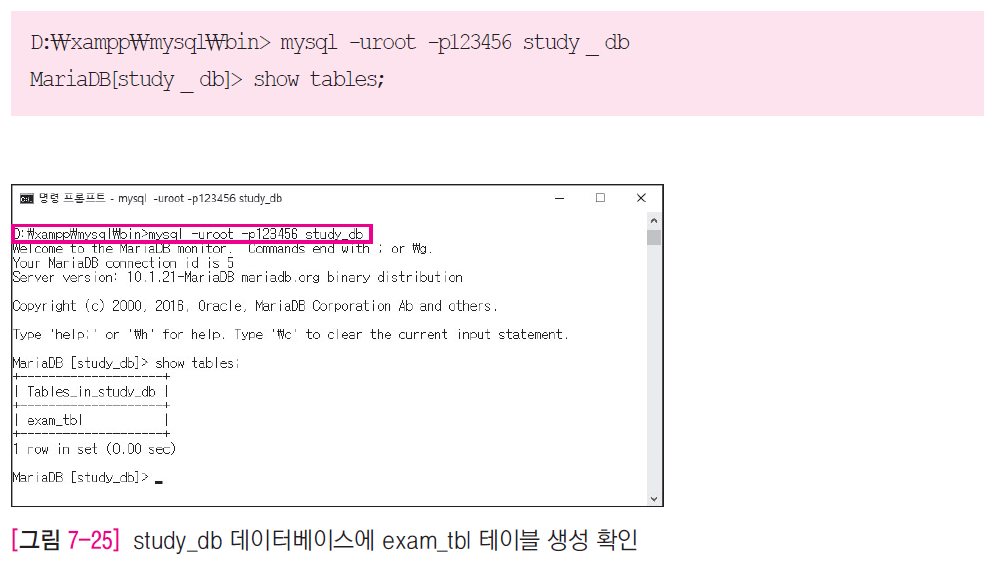 D:₩xampp₩mysql₩bin> mysql -uroot -p123456 study _ db
MariaDB[study _ db]> show tables;
명령 프롬프트 - mysql -uroot -p123456 study_db
D:₩xampp₩mysql₩bin>mysql -uroot -p123456 study_db
Welcome to the MariaDB monitor.  Commands end with ; or ₩g.
Your MariaDB connection id is 5
Server version: 10.1.21-MariaDB mariadb.org binary distribution
Copyright (c) 2000, 2016, Oracle, MariaDB Corporation Ab and others.
Type 'help;' or '₩h' for help. Type '₩c' to clear the current input statement.
MariaDB [study_db]> show tables;
+--------------------+
| Tables_in_study_db |
+--------------------+
| exam_tbl           |
+--------------------+
1 row in set (0.00 sec)
MariaDB [study_db]> _
[그림 7-25] study_db 데이터베이스에 exam_tbl 테이블 생성 확인